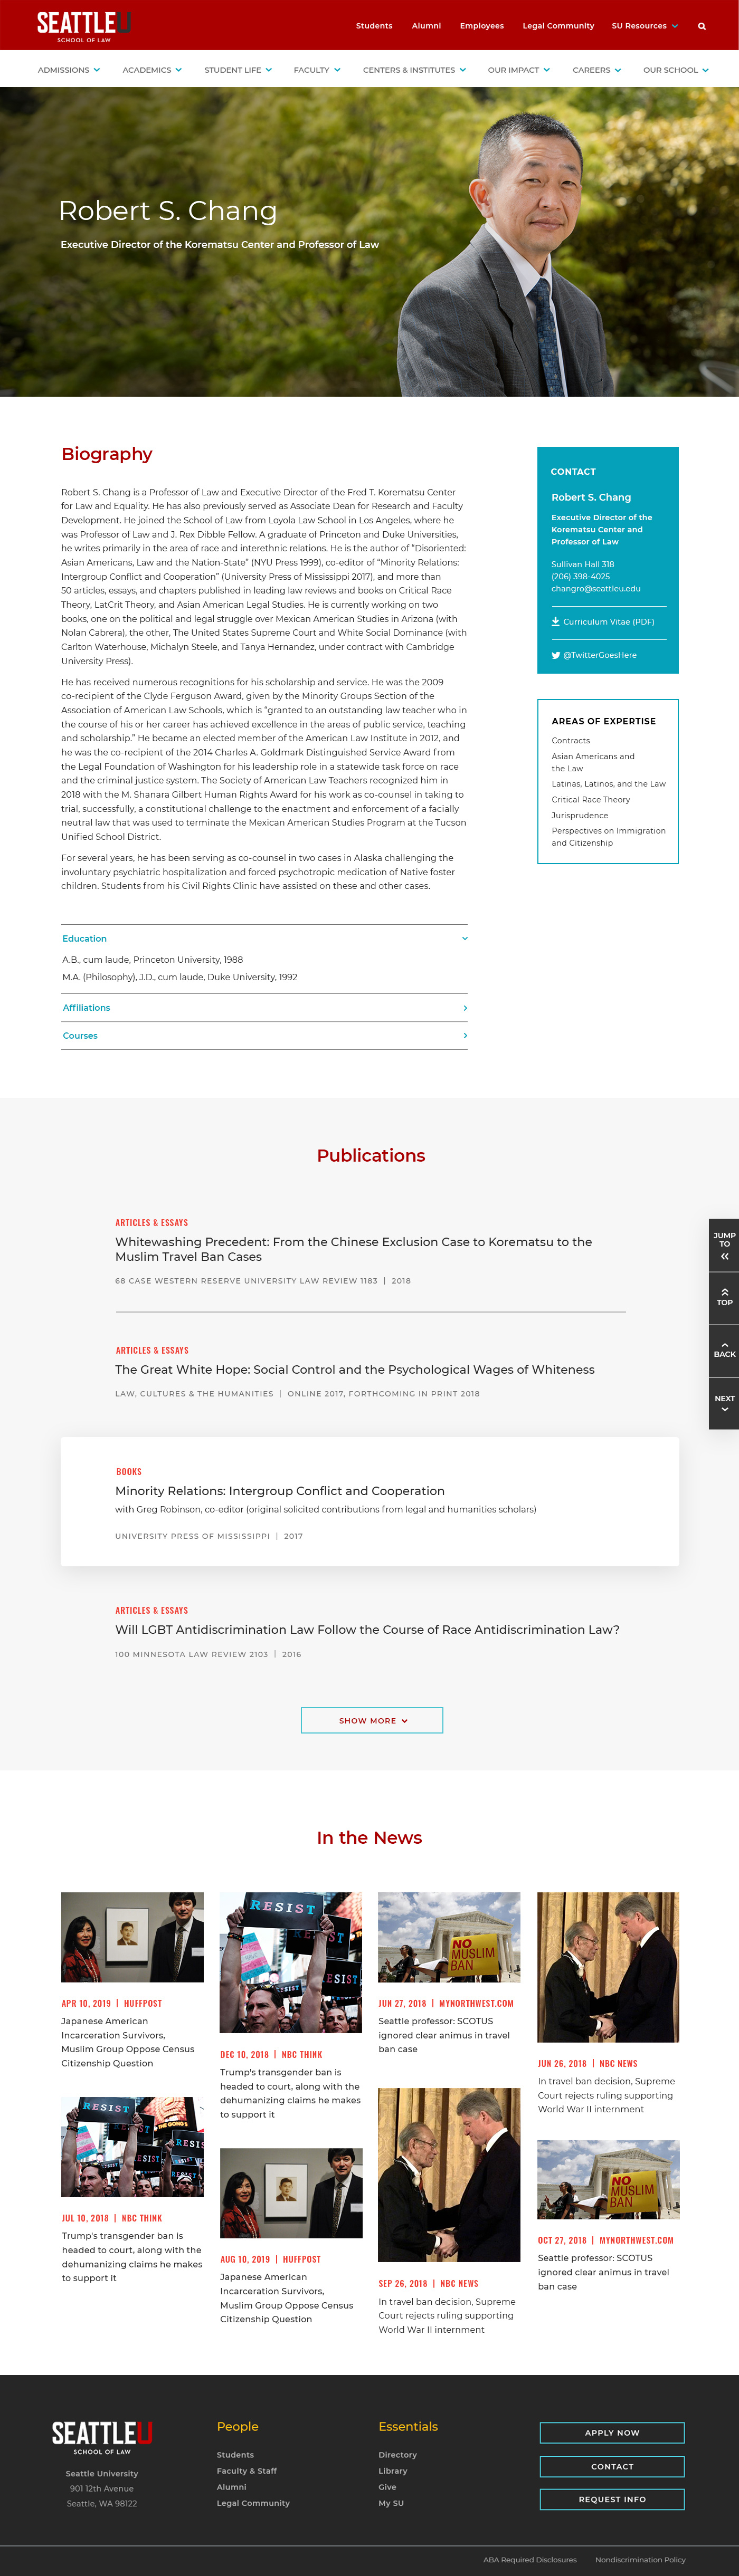 SEATTLEU
SCHOOL OF LAW
Students Alumni Employees Legal Community SU Resources
ADMISSIONS ACADEMICS STUDENT LIFE FACULTY CENTERS & INSTITUTES OUR IMPACT CAREERS OUR SCHOOL
Robert S. Chang
Executive Director of the Korematsu Center and Professor of Law
Biography
Robert S. Chang is a Professor of Law and Executive Director of the Fred T. Korematsu Center
for Law and Equality. He has also previously served as Associate Dean for Research and Faculty
Development. He joined the School of Law from Loyola Law School in Los Angeles, where he
was Professor of Law and J. Rex Dibble Fellow. A graduate of Princeton and Duke Universities,
he writes primarily in the area of race and interethnic relations. He is the author of "Disoriented:
Asian Americans, Law and the Nation-State" (NYU Press 1999), co-editor of "Minority Relations:
Intergroup Conflict and Cooperation" (University Press of Mississippi 2017), and more than
50 articles, essays, and chapters published in leading law reviews and books on Critical Race
Theory, LatCrit Theory, and Asian American Legal Studies. He is currently working on two
books, one on the political and legal struggle over Mexican American Studies in Arizona (with
Nolan Cabrera), the other, The United States Supreme Court and White Social Dominance (with
Carlton Waterhouse, Michalyn Steele, and Tanya Hernandez, under contract with Cambridge
University Press).
He has received numerous recognitions for his scholarship and service. He was the 2009
co-recipient of the Clyde Ferguson Award, given by the Minority Groups Section of the
Association of American Law Schools, which is "granted to an outstanding law teacher who in
the course of his or her career has achieved excellence in the areas of public service, teaching
and scholarship." He became an elected member of the American Law Institute in 2012, and
he was the co-recipient of the 2014 Charles A. Goldmark Distinguished Service Award from
the Legal Foundation of Washington for his leadership role in a statewide task force on race
and the criminal justice system. The Society of American Law Teachers recognized him in
2018 with the M. Shanara Gilbert Human Rights Award for his work as co-counsel in taking to
trial, successfully, a constitutional challenge to the enactment and enforcement of a facially
neutral law that was used to terminate the Mexican American Studies Program at the Tucson
Unified School District.
For several years, he has been serving as co-counsel in two cases in Alaska challenging the
involuntary psychiatric hospitalization and forced psychotropic medication of Native foster
children. Students from his Civil Rights Clinic have assisted on these and other cases.
Education
A.B., cum laude, Princeton University, 1988
M.A. (Philosophy), J.D., cum laude, Duke University, 1992
Affiliations
Courses
CONTACT
Robert S. Chang
Executive Director of the
Korematsu Center and
Professor of Law
Sullivan Hall 318
(206) 398-4025
changro@seattleu.edu
Curriculum Vitae (PDF)
@TwitterGoesHere
AREAS OF EXPERTISE
Contracts
Asian Americans and
the Law
Latinas, Latinos, and the Law
Critical Race Theory
Jurisprudence
Perspectives on Immigration
and Citizenship
Publications
ARTICLES & ESSAYS
Whitewashing Precedent: From the Chinese Exclusion Case to Korematsu to the
Muslim Travel Ban Cases
68 CASE WESTERN RESERVE UNIVERSITY LAW REVIEW 1183 | 2018
ARTICLES & ESSAYS
The Great White Hope: Social Control and the Psychological Wages of Whiteness
LAW, CULTURES & THE HUMANITIES | ONLINE 2017, FORTHCOMING IN PRINT 2018
BOOKS
Minority Relations: Intergroup Conflict and Cooperation
with Greg Robinson, co-editor (original solicited contributions from legal and humanities scholars)
UNIVERSITY PRESS OF MISSISSIPPI | 2017
ARTICLES & ESSAYS
Will LGBT Antidiscrimination Law Follow the Course of Race Antidiscrimination Law?
100 MINNESOTA LAW REVIEW 2103 | 2016
SHOW MORE
JUMP
TO
TOP
BACK
NEXT
In the News
APR 10, 2019 | HUFFPOST
Japanese American
Incarceration Survivors,
Muslim Group Oppose Census
Citizenship Question
RESIST
JUL 10, 2018 | NBC THINK
Trump's transgender ban is
headed to court, along with the
dehumanizing claims he makes
to support it
RESIST
DEC 10, 2018 | NBC THINK
Trump's transgender ban is
headed to court, along with the
dehumanizing claims he makes
to support it
AUG 10, 2019 | HUFFPOST
Japanese American
Incarceration Survivors,
Muslim Group Oppose Census
Citizenship Question
NO
MUSLIM
BAN
JUN 27, 2018 | MYNORTHWEST.COM
Seattle professor: SCOTUS
ignored clear animus in travel
ban case
SEP 26, 2018 | NBC NEWS
In travel ban decision, Supreme
Court rejects ruling supporting
World War II internment
JUN 26, 2018 | NBC NEWS
In travel ban decision, Supreme
Court rejects ruling supporting
World War II internment
NO
MUSLIM
BAN
OCT 27, 2018 | MYNORTHWEST.COM
Seattle professor: SCOTUS
ignored clear animus in travel
ban case
SEATTLEU
SCHOOL OF LAW
Seattle University
901 12th Avenue
Seattle, WA 98122
People
Students
Faculty & Staff
Alumni
Legal Community
Essentials
Directory
Library
Give
My SU
APPLY NOW
CONTACT
REQUEST INFO
ABA Required Disclosures Nondiscrimination Policy